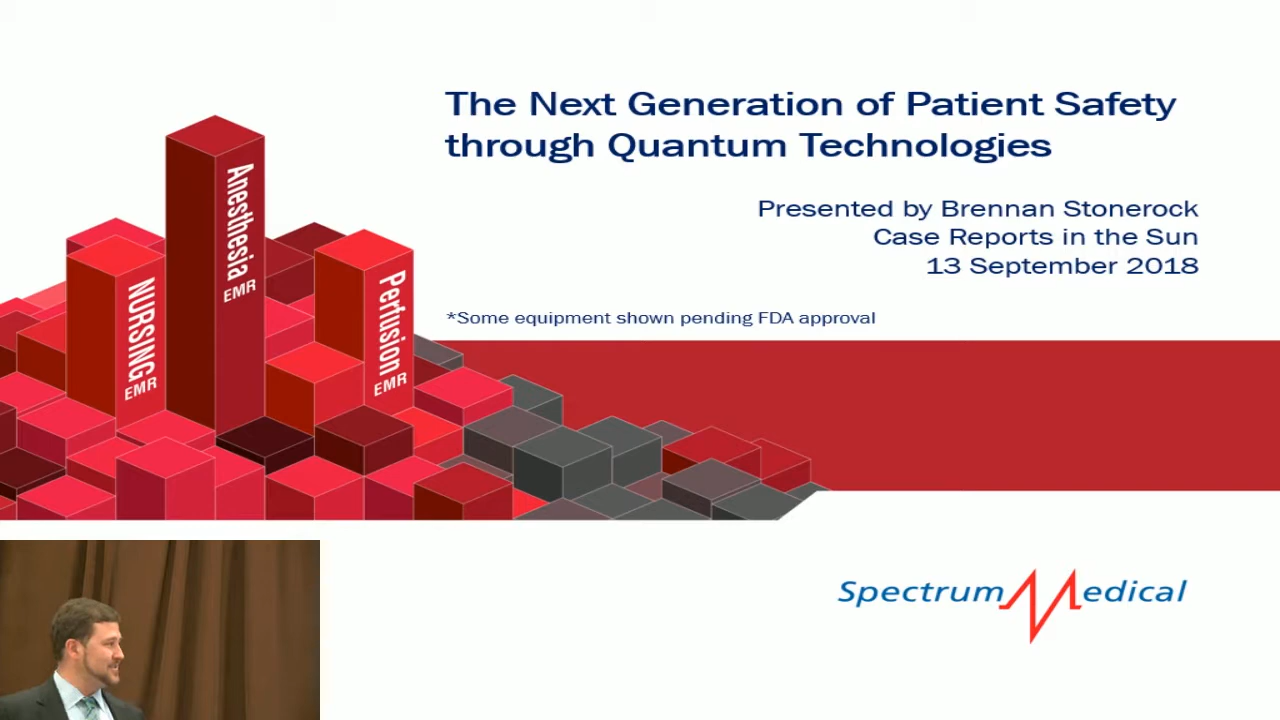 The Next Generation of Patient Safety
through Quantum Technologies
Presented by Brennan Stonerock
Case Reports in the Sun
13 September 2018
*Some equipment shown pending FDA approval
NURSING
EMR
Anesthesia
EMR
Perfusion
EMR
Spectrum Medical